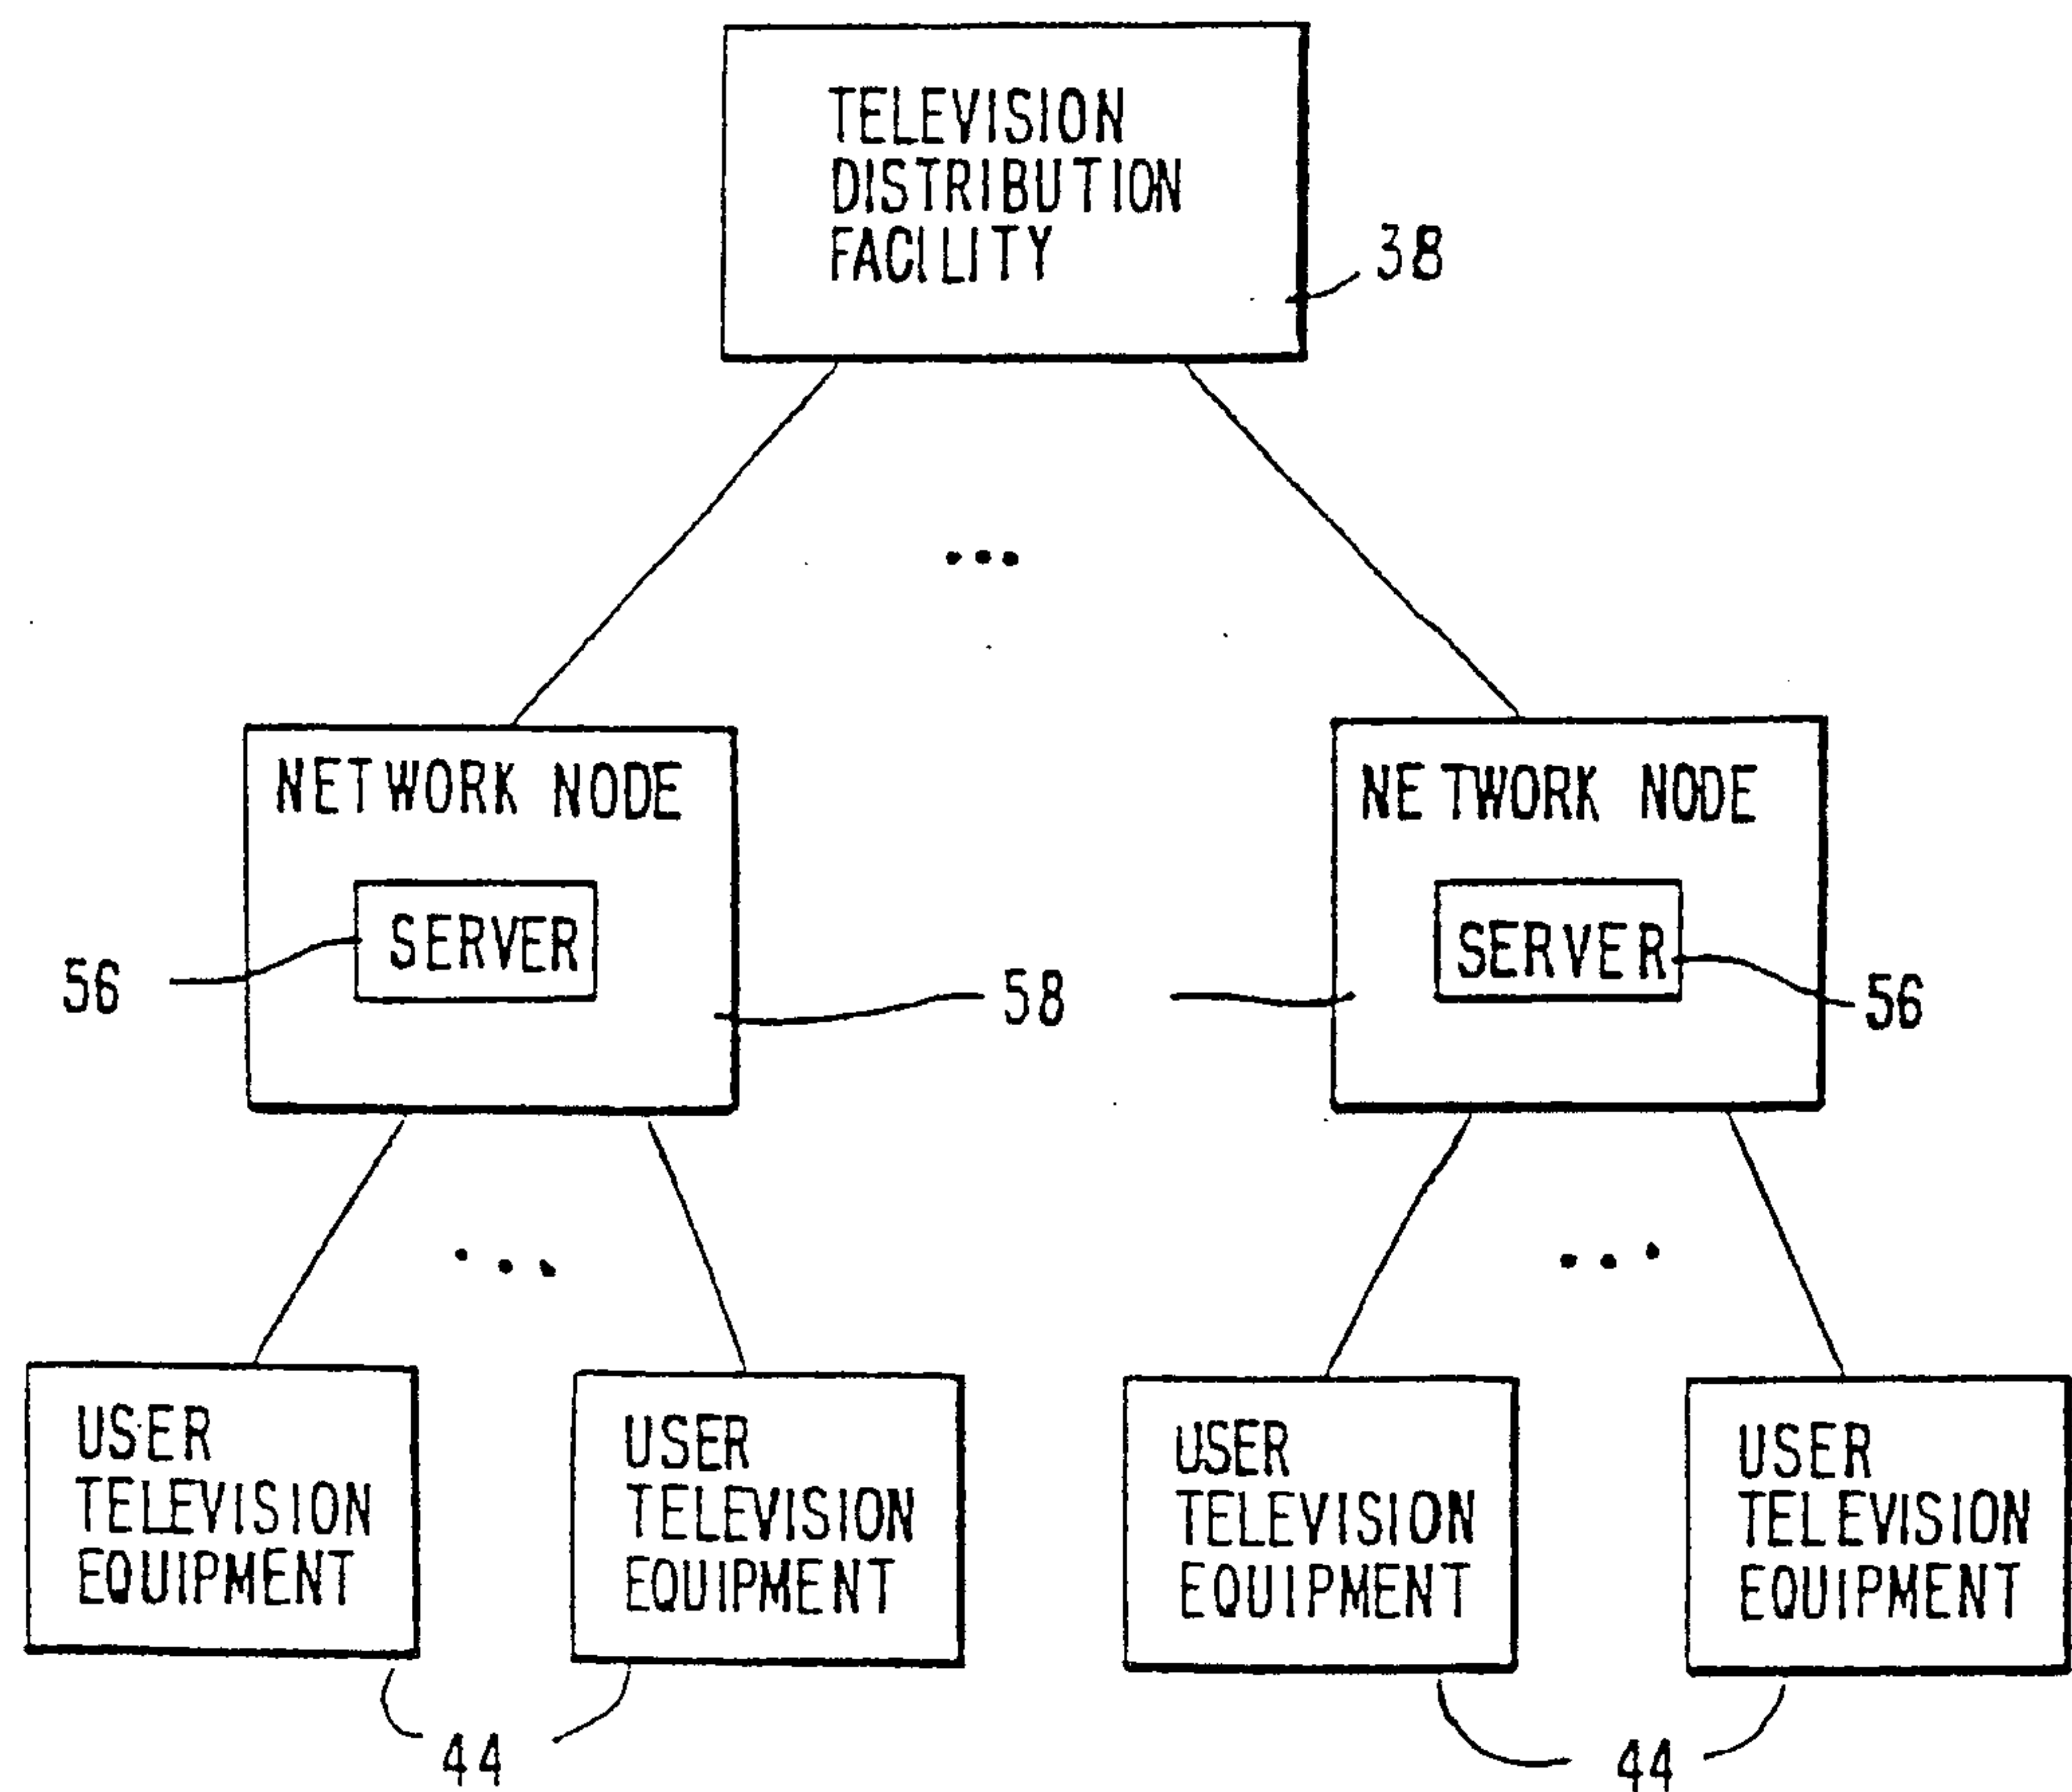 TELEVISION
DISTRIBUTION
FACILITY
38
...
NETWORK NODE
SERVER
56
58
NETWORK NODE
SERVER
56
...
...
USER
TELEVISION
EQUIPMENT
USER
TELEVISION
EQUIPMENT
USER
TELEVISION
EQUIPMENT
USER
TELEVISION
EQUIPMENT
44
44